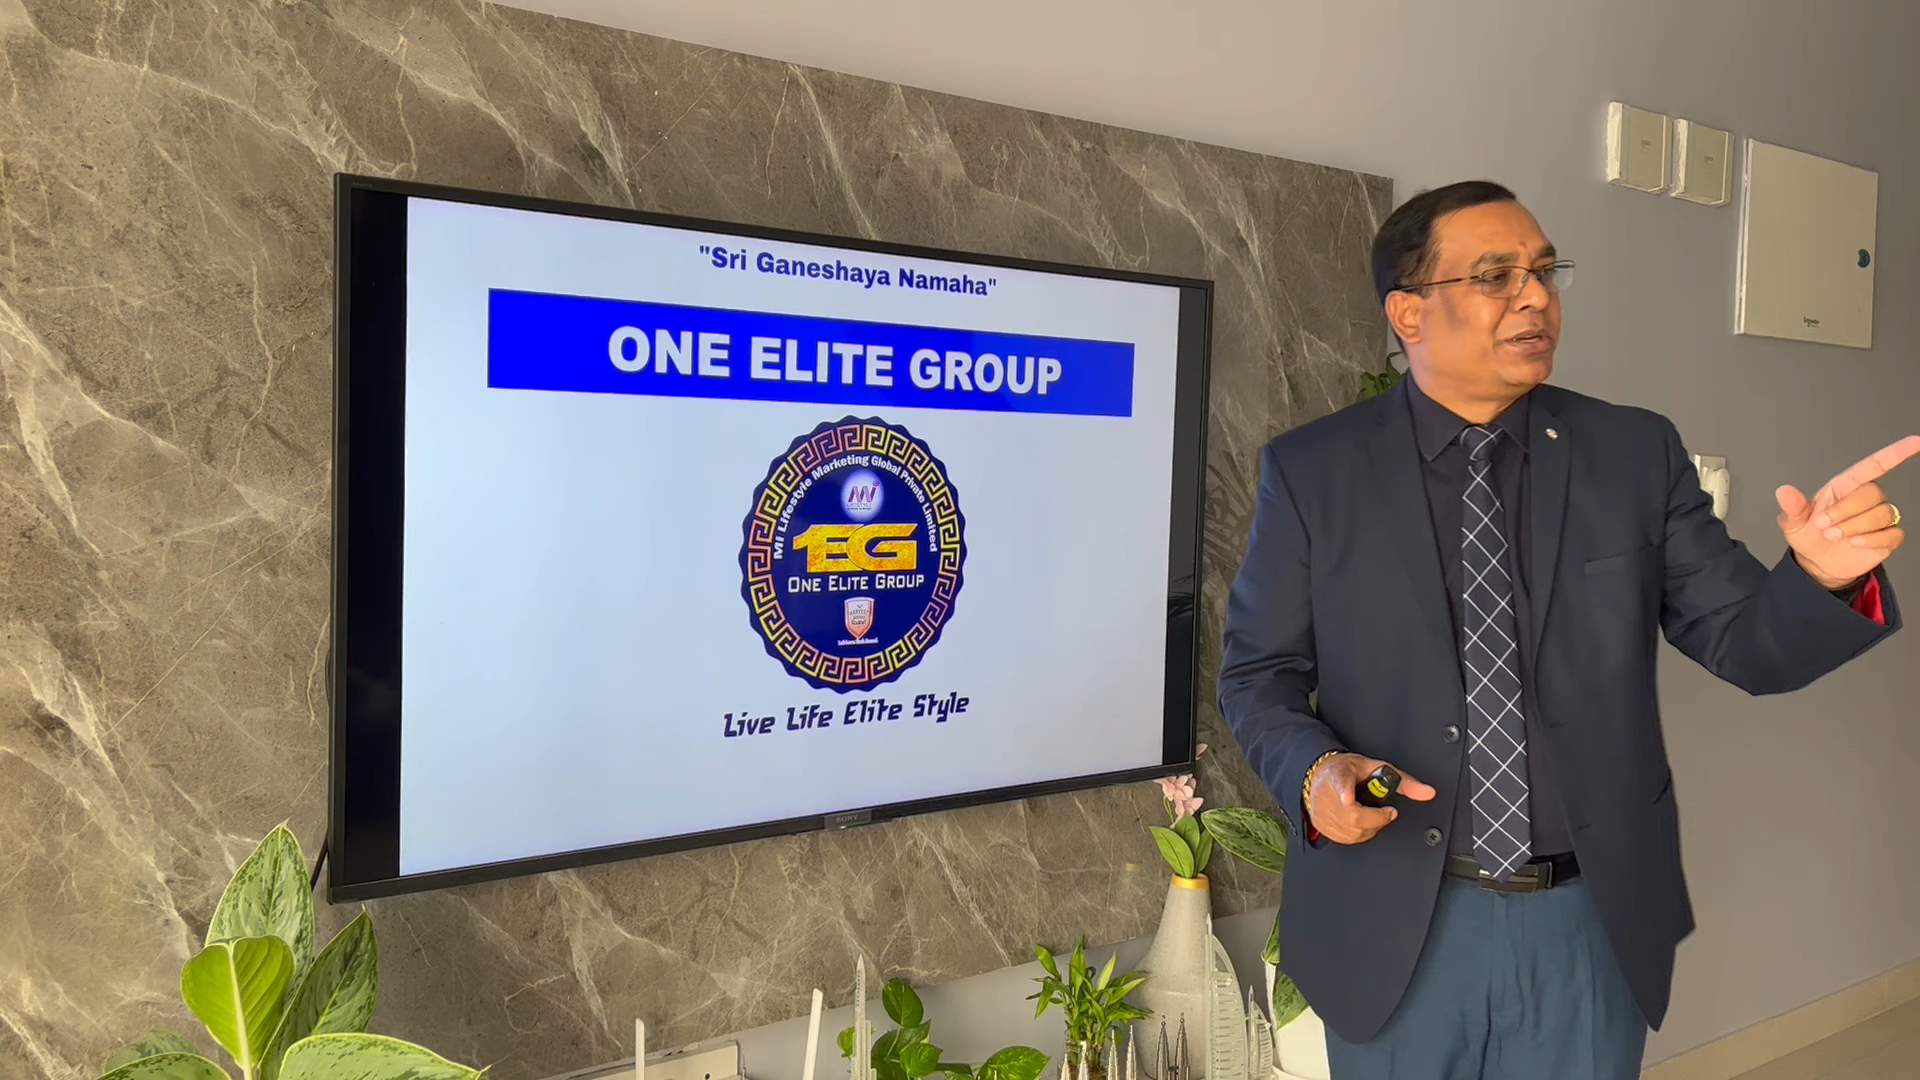 "Sri Ganeshaya Namaha"
ONE ELITE GROUP
Mi Lifestyle Marketing Global Private Limited
Mi
1EG
ONE ELITE GROUP
Live Life Elite Style
SONY